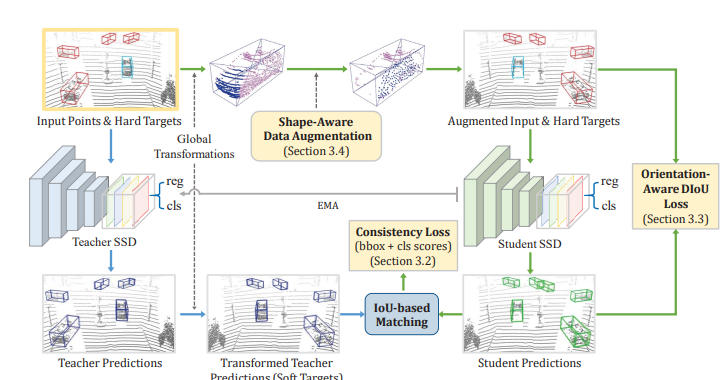 Input Points & Hard Targets
Global
Transformations
Shape-Aware
Data Augmentation
(Section 3.4)
Augmented Input & Hard Targets
reg
cls
Teacher SSD
EMA
reg
cls
Student SSD
Orientation-
Aware DIoU
Loss
(Section 3.3)
Consistency Loss
(bbox + cls scores)
(Section 3.2)
IoU-based
Matching
Teacher Predictions
Transformed Teacher
Predictions (Soft Targets)
Student Predictions